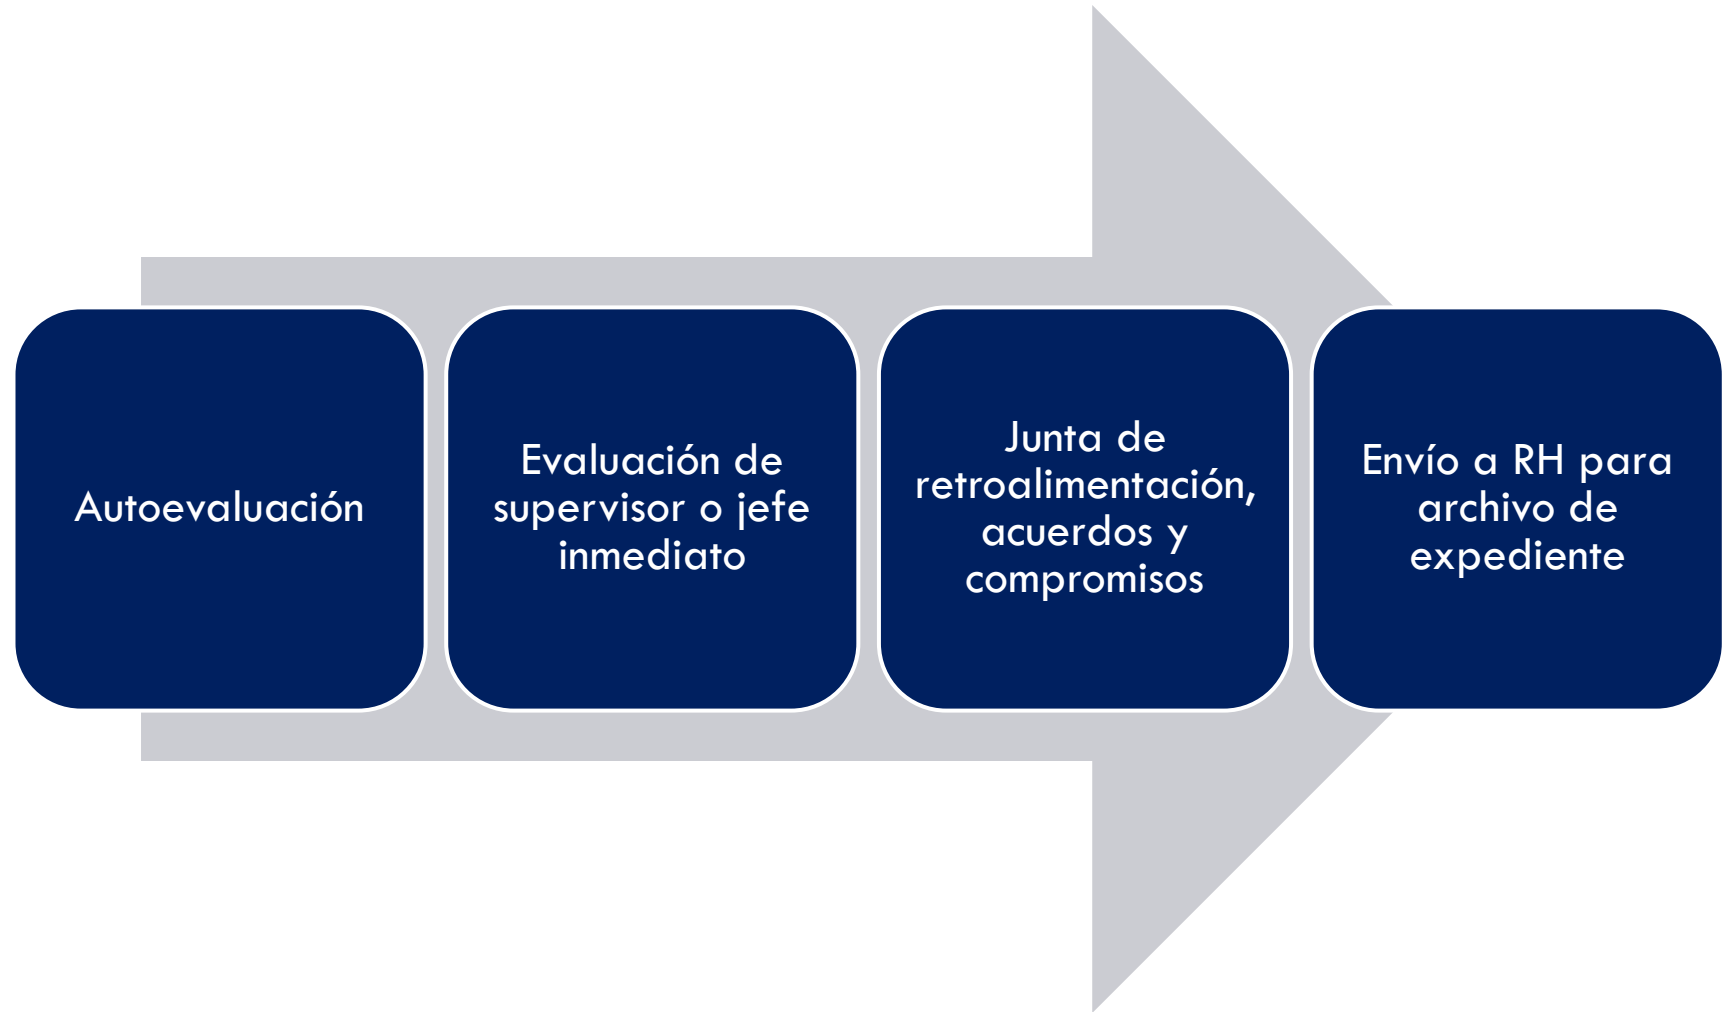 Autoevaluación
Evaluación de
supervisor o jefe
inmediato
Junta de
retroalimentación,
acuerdos y
compromisos
Envío a RH para
archivo de
expediente